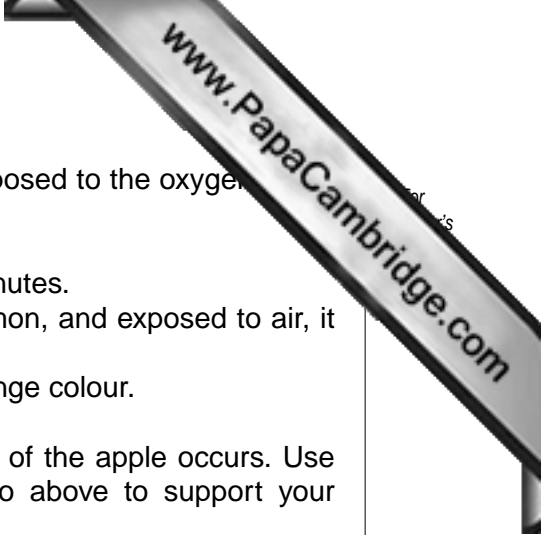 www.PapaCambridge.com
posed to the oxygen
nutes.
non, and exposed to air, it
nge colour.
of the apple occurs. Use
o above to support your